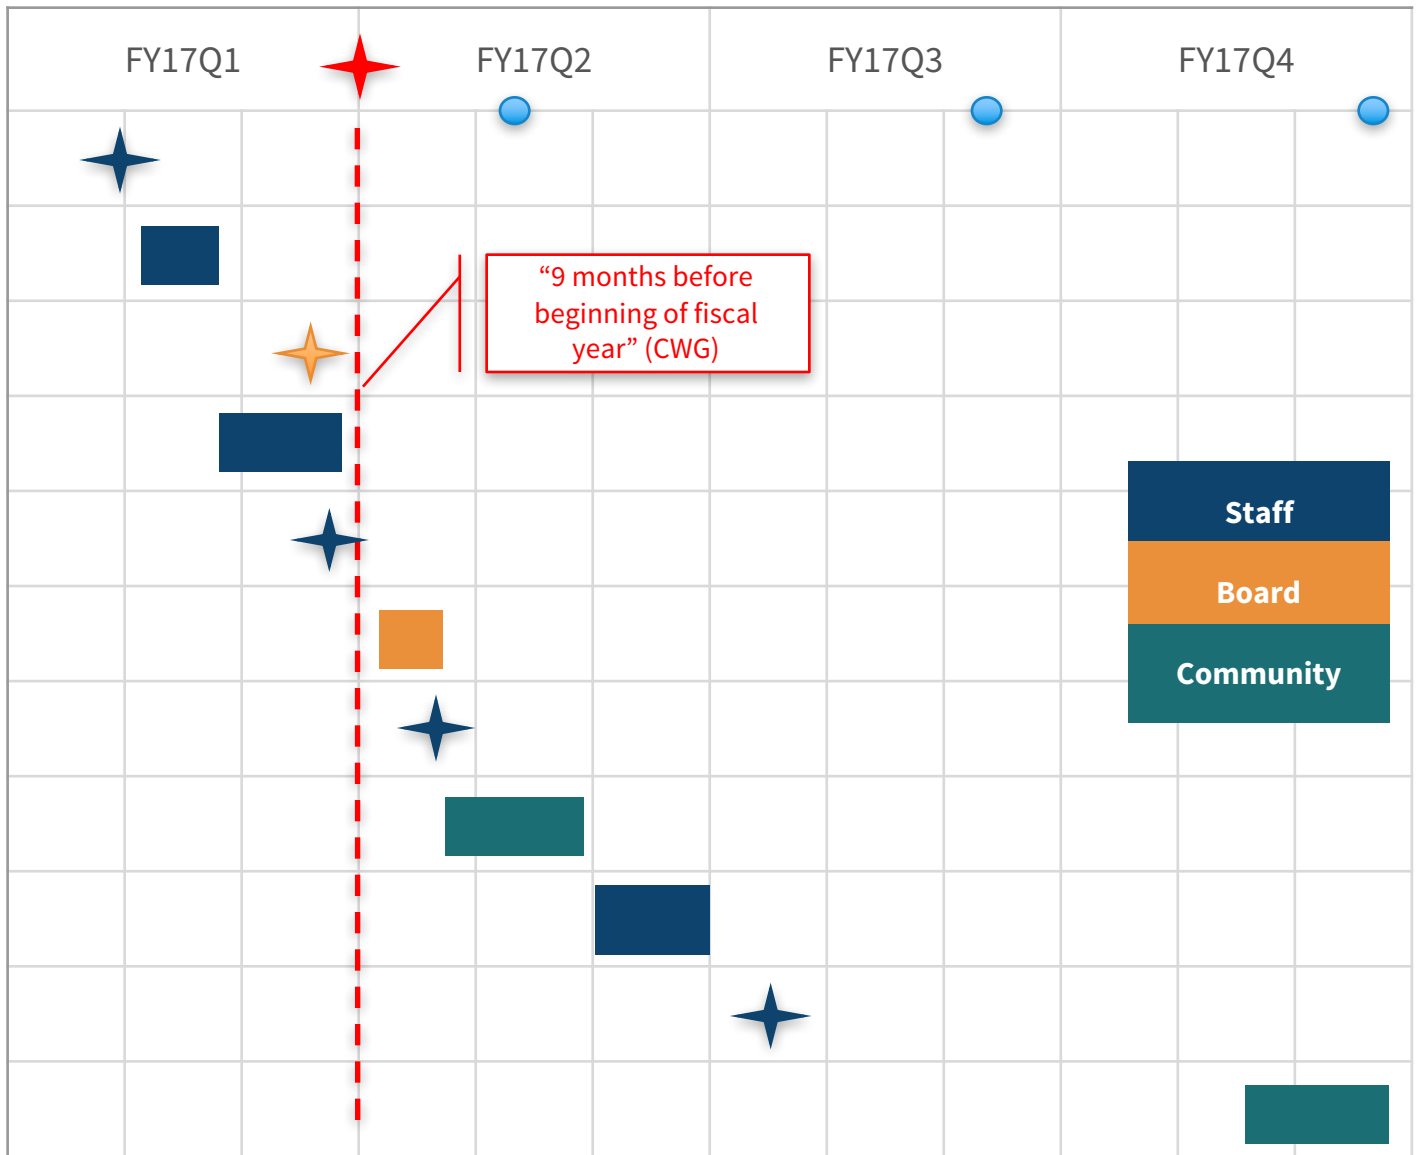 FY17Q1
FY17Q2
FY17Q3
FY17Q4
“9 months before
beginning of fiscal
year” (CWG)
Staff
Board
Community